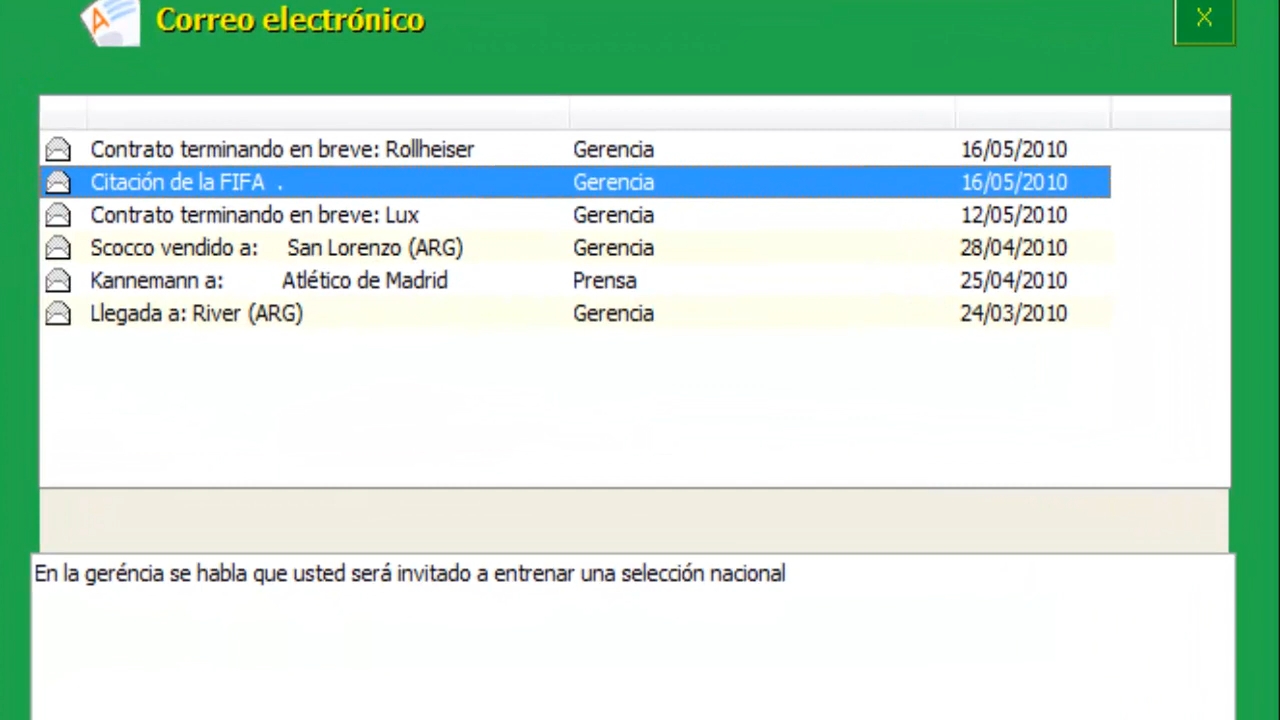 Correo electrónico
X
Contrato terminando en breve: Rollheiser Gerencia 16/05/2010
Citación de la FIFA . Gerencia 16/05/2010
Contrato terminando en breve: Lux Gerencia 12/05/2010
Scocco vendido a: San Lorenzo (ARG) Gerencia 28/04/2010
Kannemann a: Atlético de Madrid Prensa 25/04/2010
Llegada a: River (ARG) Gerencia 24/03/2010
En la geréncia se habla que usted será invitado a entrenar una selección nacional